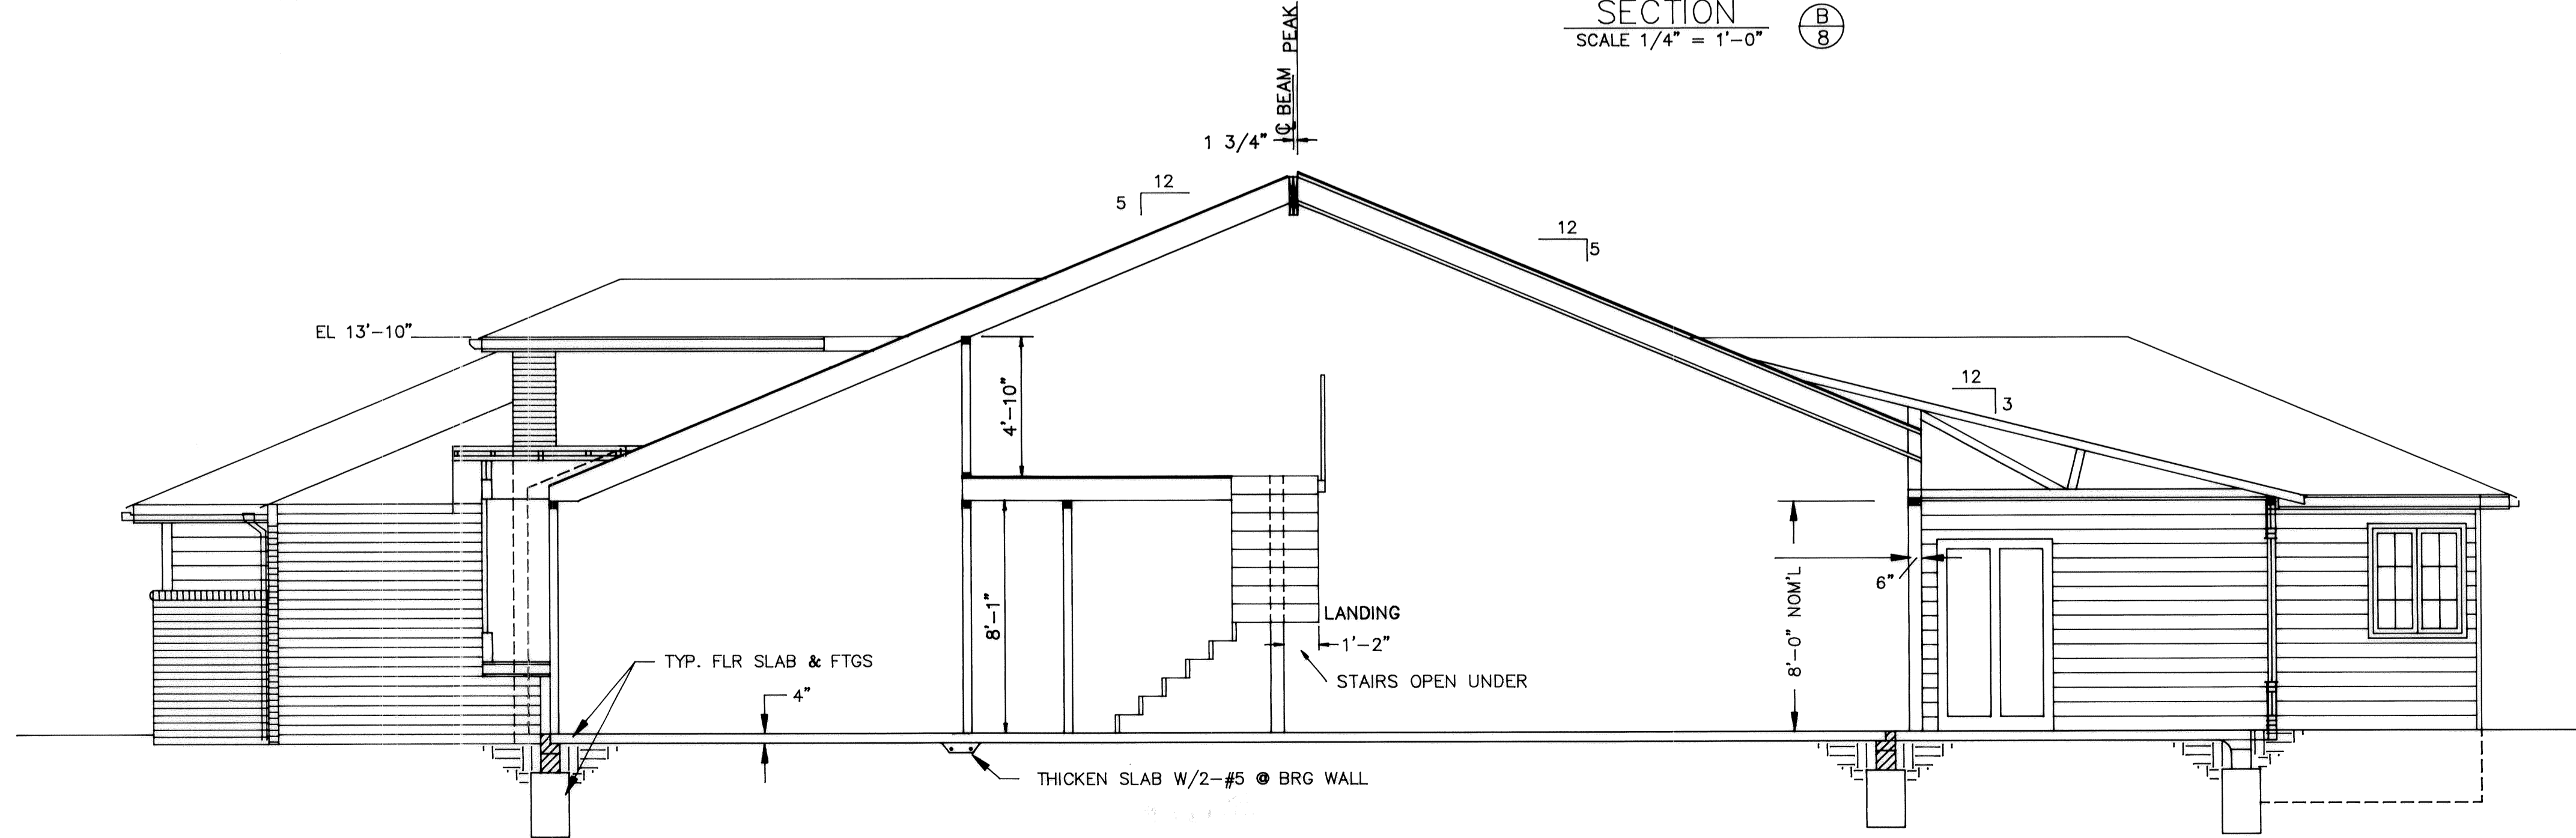 SECTION
SCALE 1/4" = 1'-0"
B
8
℄ BEAM PEAK
1 3/4"
12
5
12
5
EL 13'-10"
4'-10"
12
3
8'-1"
8'-0" NOM'L
6"
LANDING
1'-2"
TYP. FLR SLAB & FTGS
4"
STAIRS OPEN UNDER
THICKEN SLAB W/2-#5 @ BRG WALL